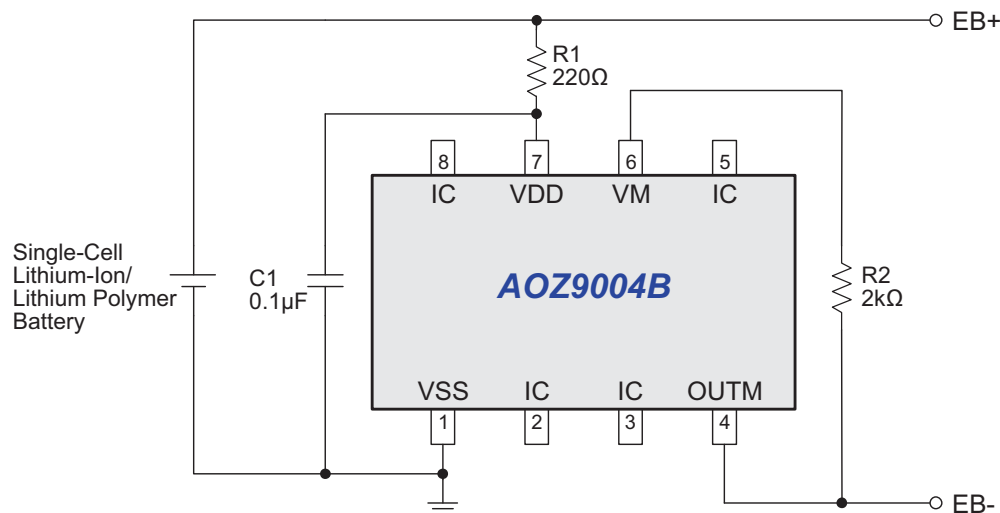 EB+
R1
220Ω
8
7
6
5
IC
VDD
VM
IC
Single-Cell
Lithium-Ion/
Lithium Polymer
Battery
C1
0.1µF
AOZ9004B
R2
2kΩ
VSS
IC
IC
OUTM
1
2
3
4
EB-